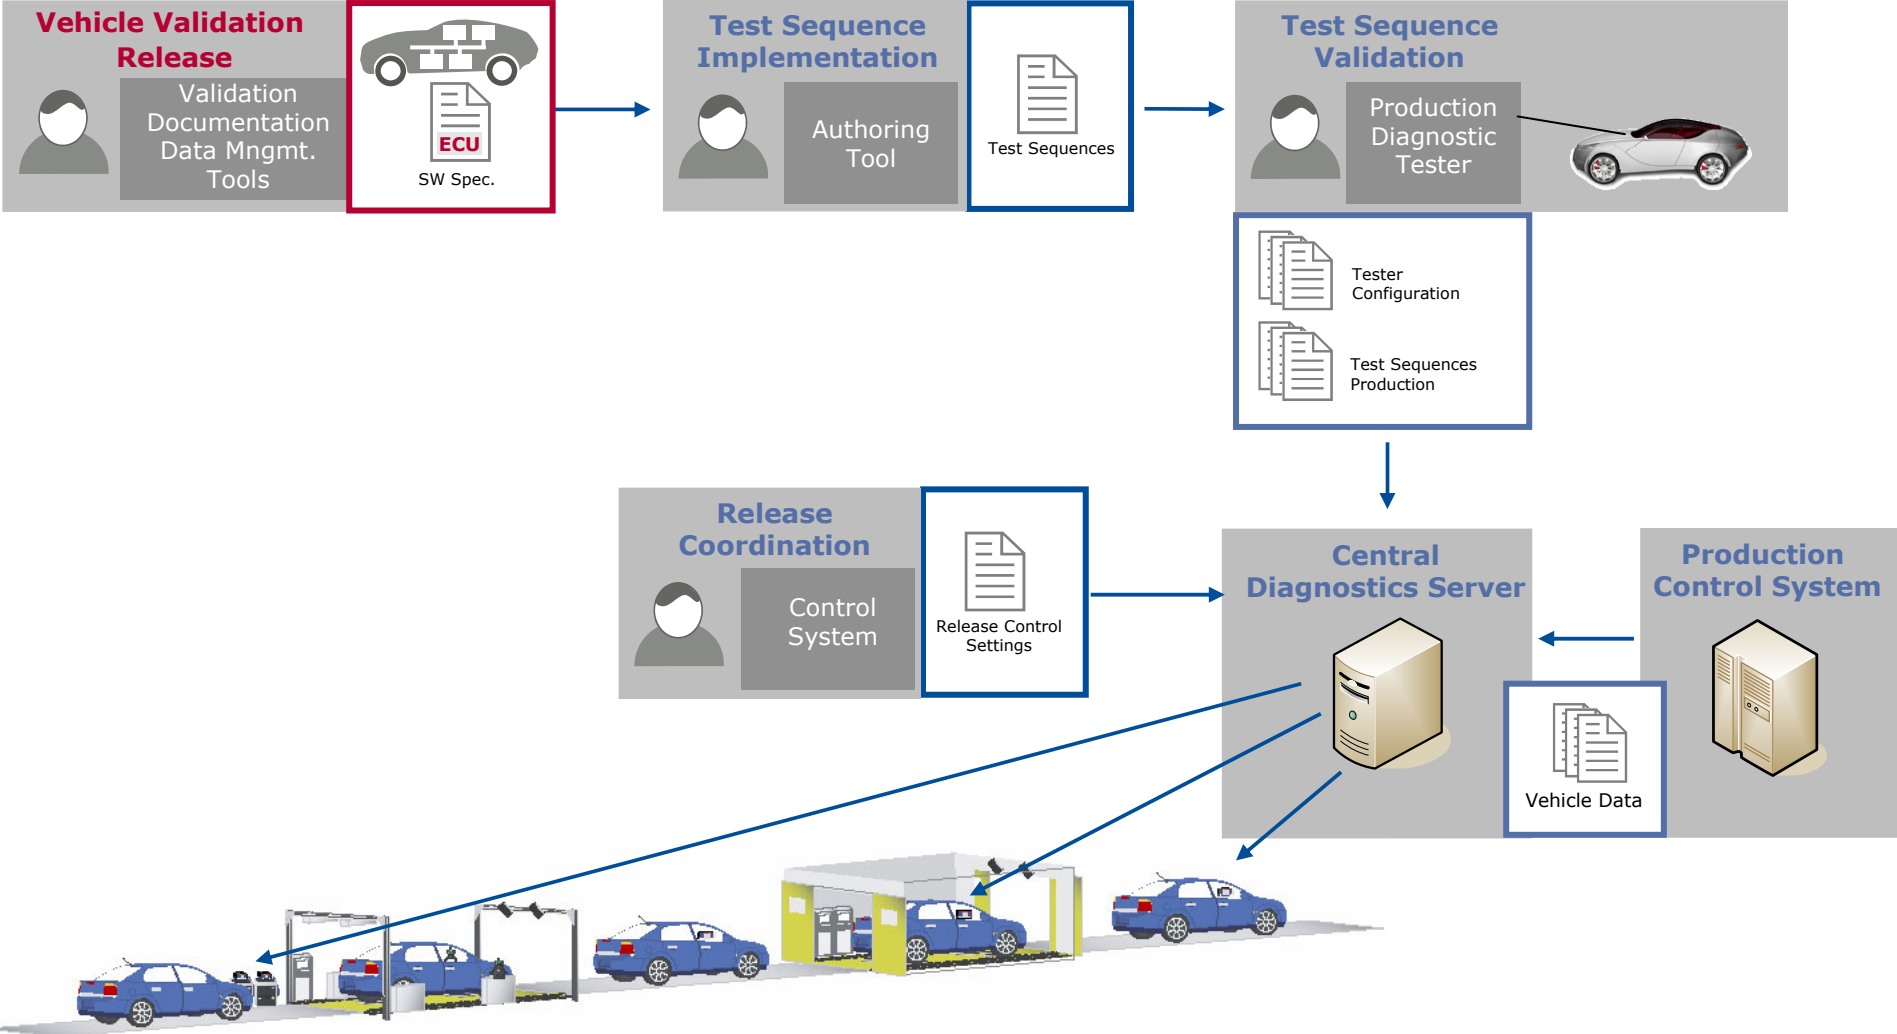 Vehicle Validation
Release
Validation
Documentation
Data Mngmt.
Tools
ECU
SW Spec.
Test Sequence
Implementation
Authoring
Tool
Test Sequences
Test Sequence
Validation
Production
Diagnostic
Tester
Tester
Configuration
Test Sequences
Production
Release
Coordination
Control
System
Release Control
Settings
Central
Diagnostics Server
Production
Control System
Vehicle Data